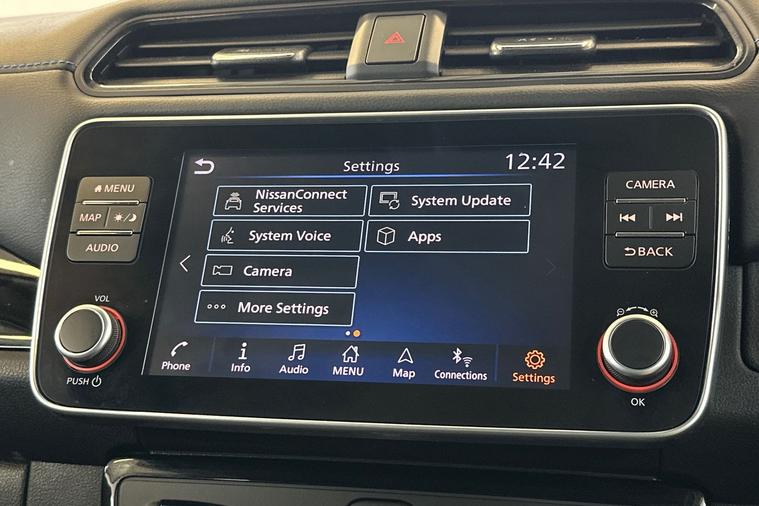 Settings
12:42
NissanConnect
Services
System Update
System Voice
Apps
Camera
More Settings
Phone
Info
Audio
MENU
Map
Connections
Settings
MENU
MAP
AUDIO
VOL
PUSH
CAMERA
BACK
OK